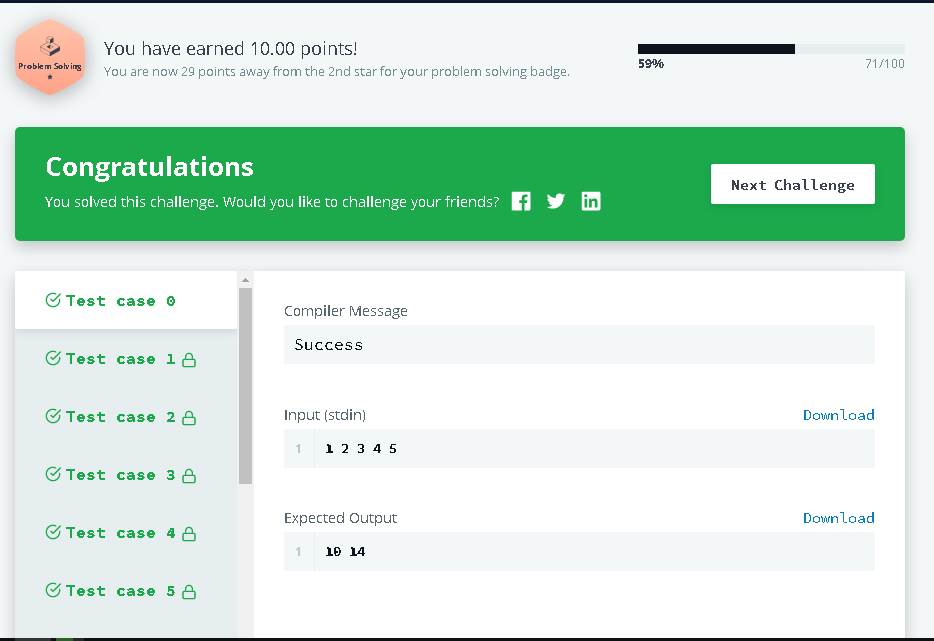 Problem Solving
You have earned 10.00 points!
You are now 29 points away from the 2nd star for your problem solving badge.
59%
71/100
Congratulations
You solved this challenge. Would you like to challenge your friends?
Next Challenge
Test case 0
Test case 1
Test case 2
Test case 3
Test case 4
Test case 5
Compiler Message
Success
Input (stdin)
Download
1 1 2 3 4 5
Expected Output
Download
1 10 14